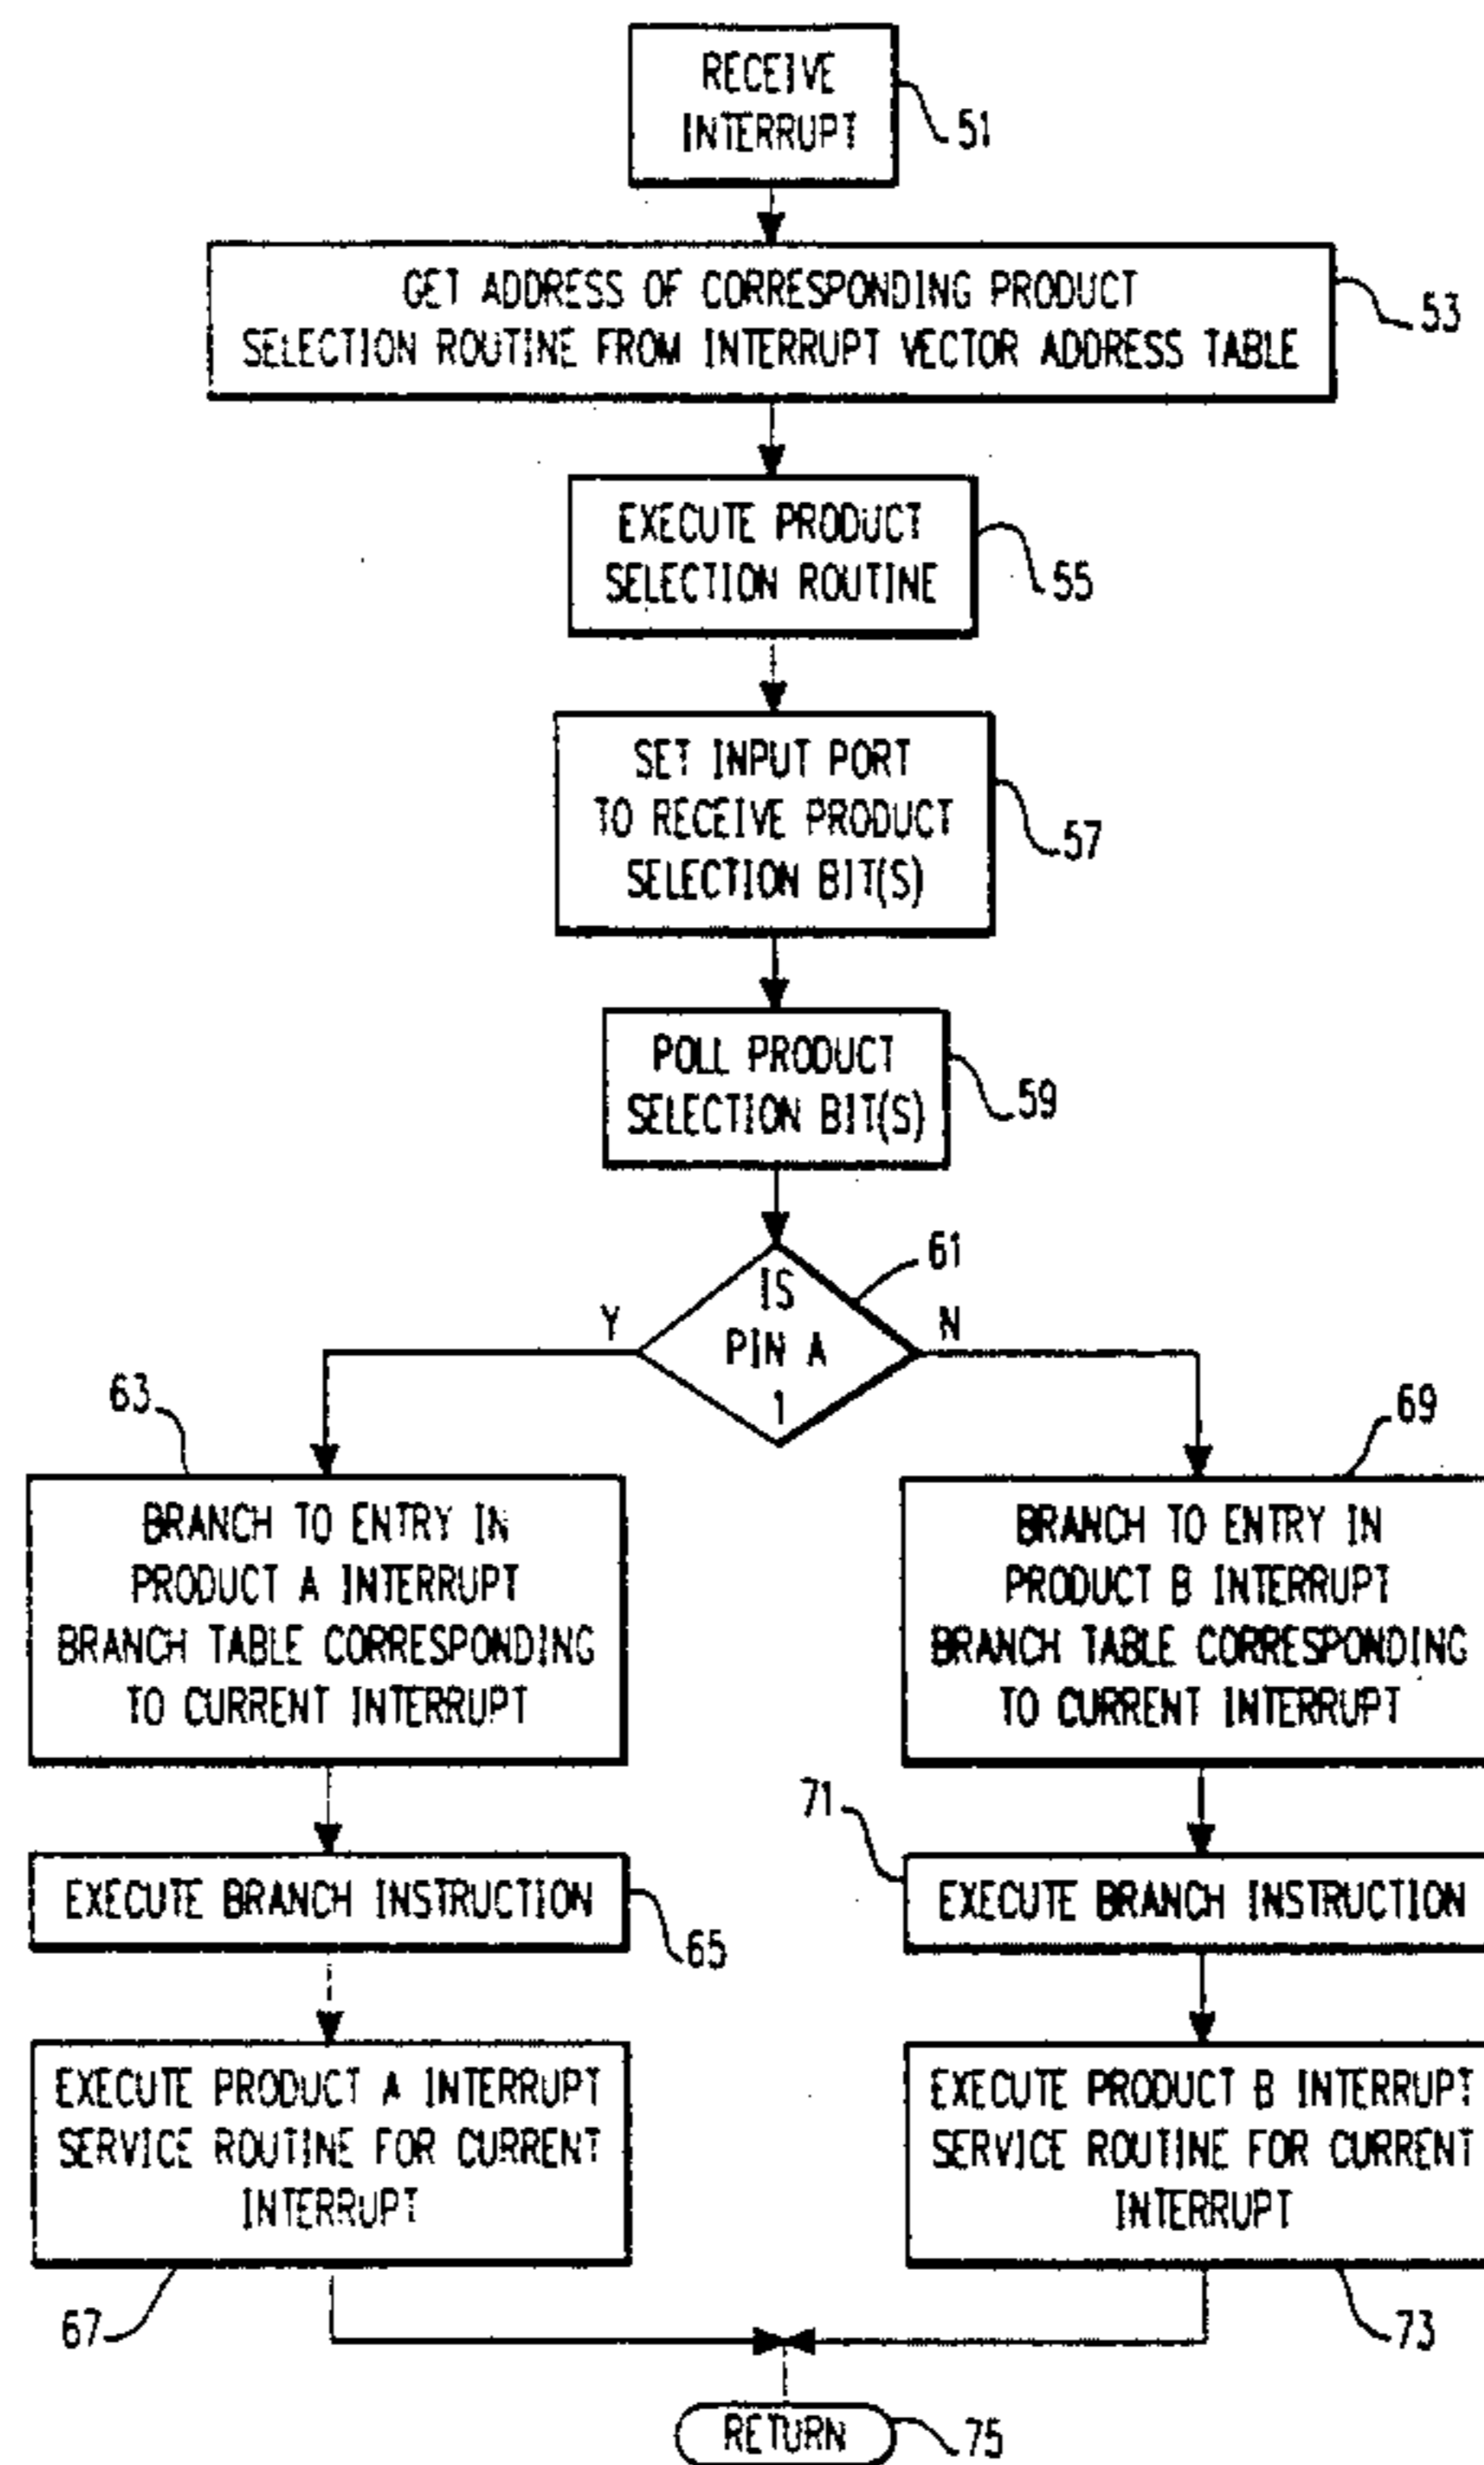 RECEIVE
INTERRUPT
51
GET ADDRESS OF CORRESPONDING PRODUCT
SELECTION ROUTINE FROM INTERRUPT VECTOR ADDRESS TABLE
53
EXECUTE PRODUCT
SELECTION ROUTINE
55
SET INPUT PORT
TO RECEIVE PRODUCT
SELECTION BIT(S)
57
POLL PRODUCT
SELECTION BIT(S)
59
61
IS
PIN A
1
Y
N
63
BRANCH TO ENTRY IN
PRODUCT A INTERRUPT
BRANCH TABLE CORRESPONDING
TO CURRENT INTERRUPT
69
BRANCH TO ENTRY IN
PRODUCT B INTERRUPT
BRANCH TABLE CORRESPONDING
TO CURRENT INTERRUPT
EXECUTE BRANCH INSTRUCTION
65
71
EXECUTE BRANCH INSTRUCTION
EXECUTE PRODUCT A INTERRUPT
SERVICE ROUTINE FOR CURRENT
INTERRUPT
67
EXECUTE PRODUCT B INTERRUPT
SERVICE ROUTINE FOR CURRENT
INTERRUPT
73
RETURN
75